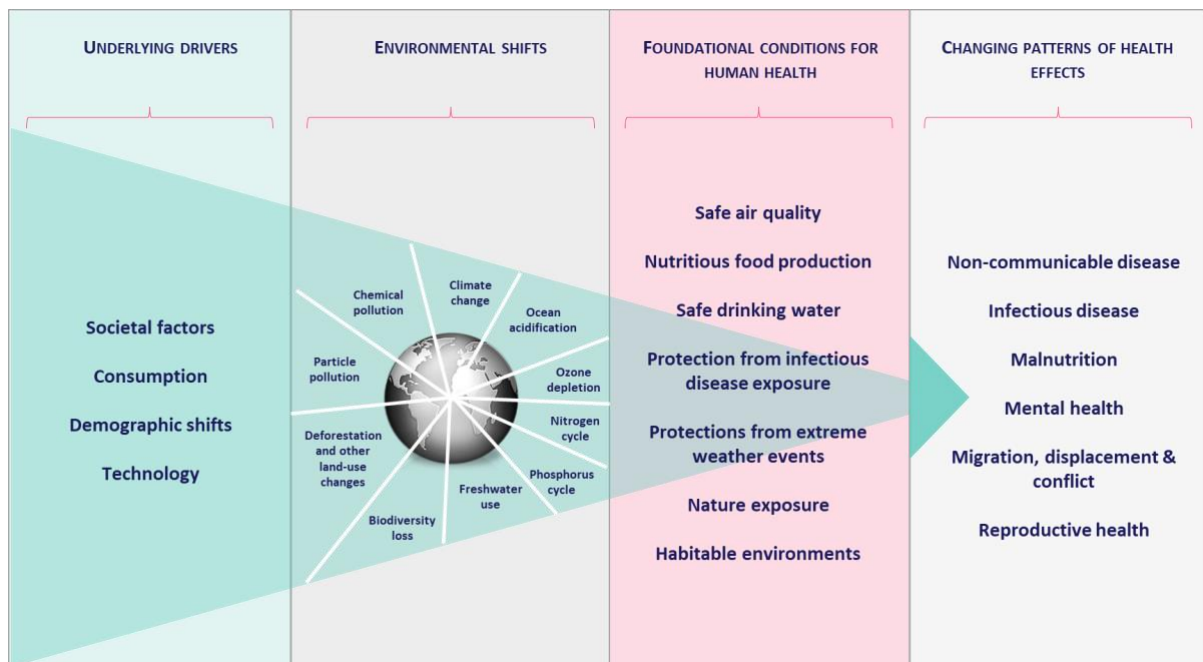 UNDERLYING DRIVERS
ENVIRONMENTAL SHIFTS
FOUNDATIONAL CONDITIONS FOR
HUMAN HEALTH
CHANGING PATTERNS OF HEALTH
EFFECTS
Societal factors
Consumption
Demographic shifts
Technology
Chemical
pollution
Climate
change
Ocean
acidification
Particle
pollution
Ozone
depletion
Nitrogen
cycle
Deforestation
and other
land-use
changes
Phosphorus
cycle
Freshwater
use
Biodiversity
loss
Safe air quality
Nutritious food production
Safe drinking water
Protection from infectious
disease exposure
Protections from extreme
weather events
Nature exposure
Habitable environments
Non-communicable disease
Infectious disease
Malnutrition
Mental health
Migration, displacement &
conflict
Reproductive health